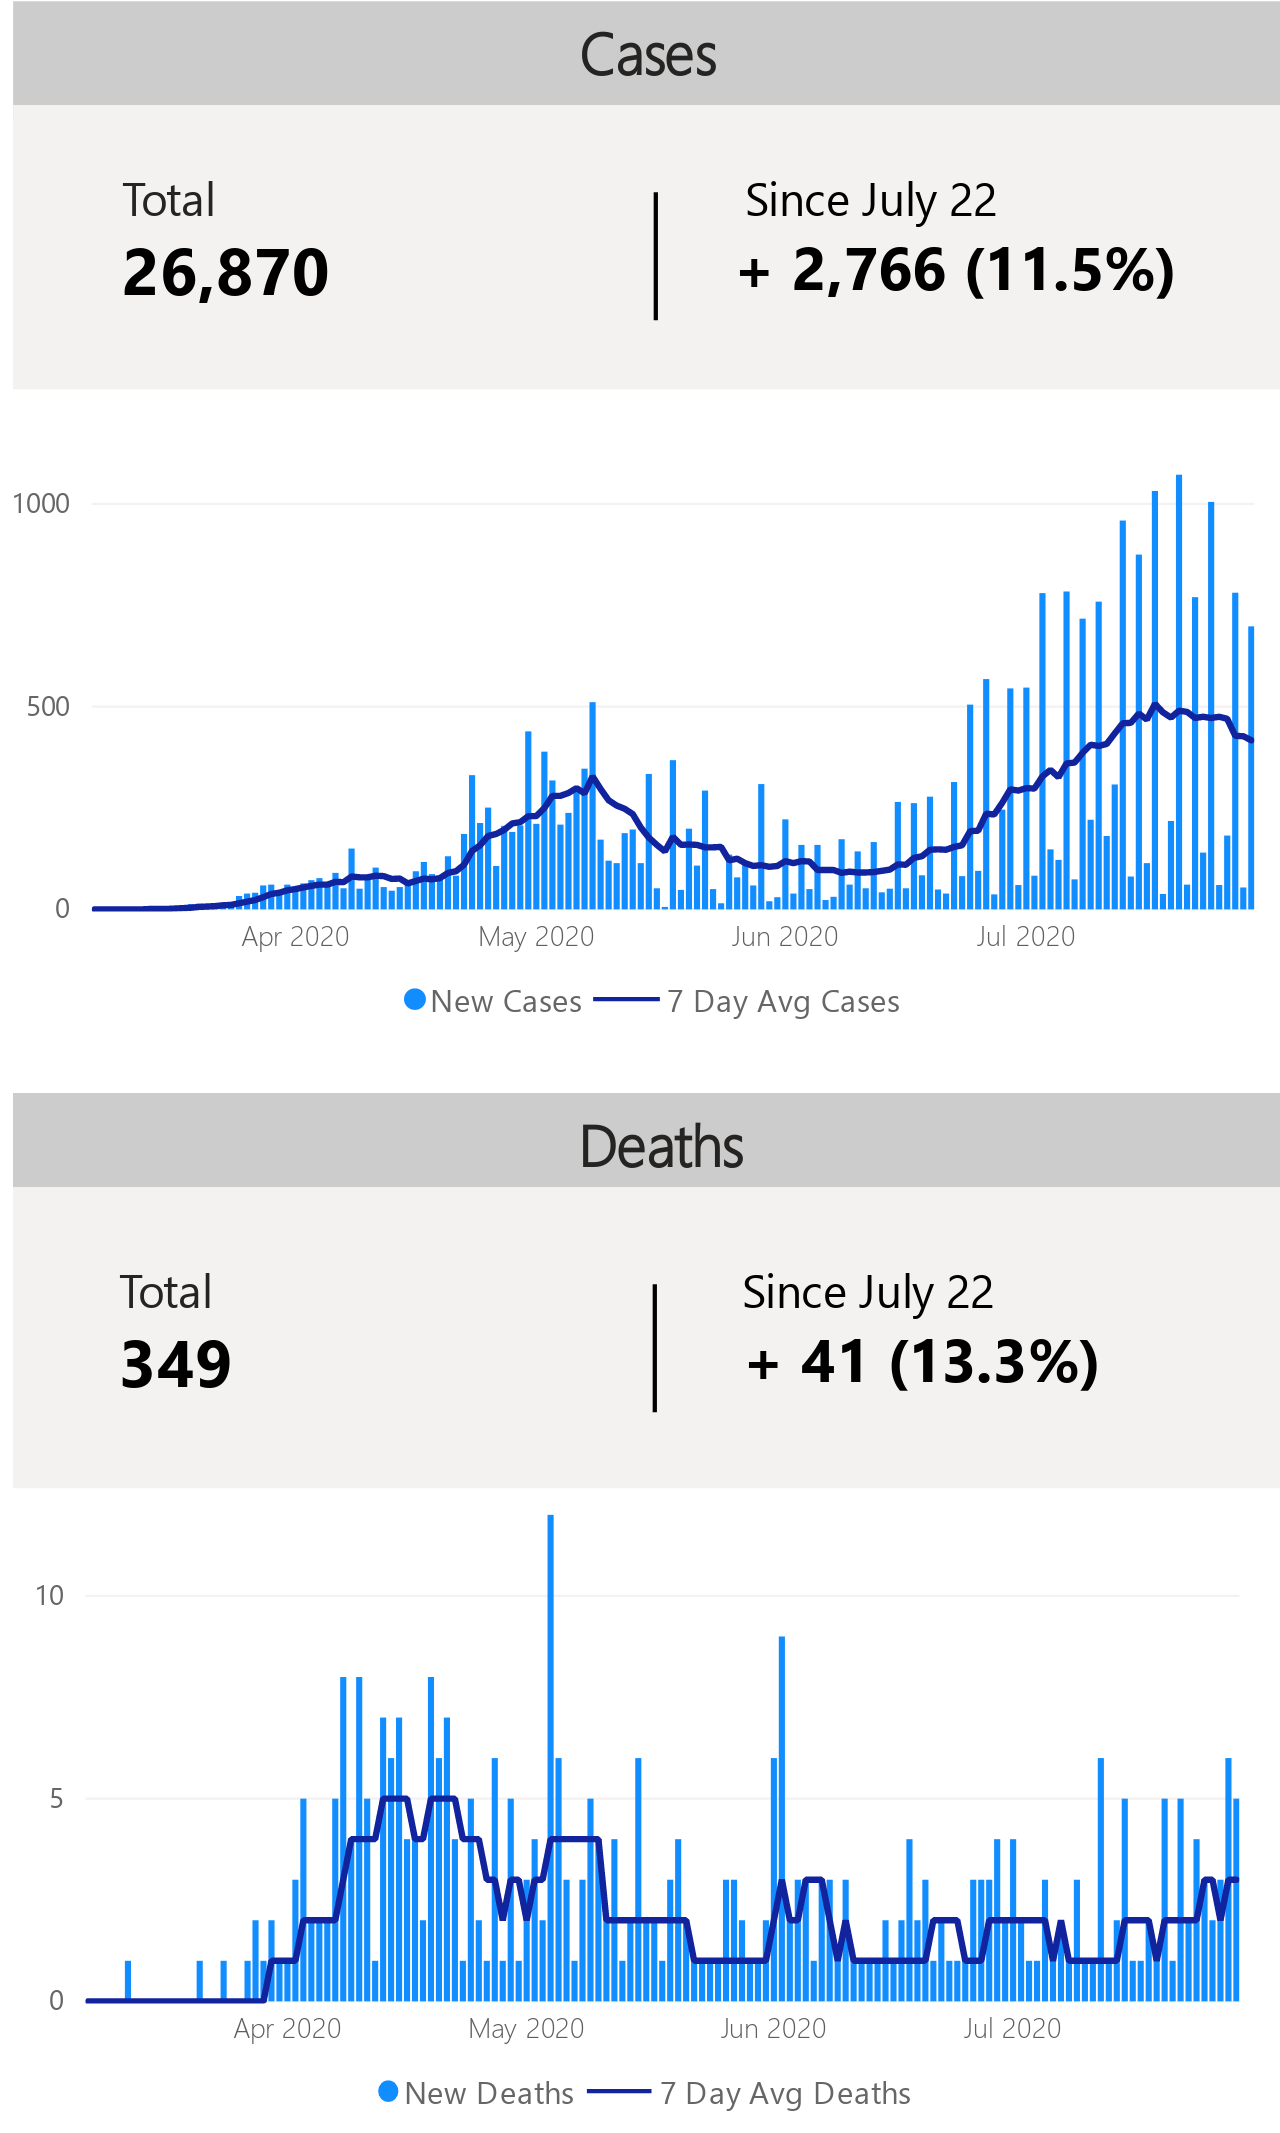 Cases
Total
Since July 22
26,870
+ 2,766 (11.5%)
1000
500
0
Apr 2020
May 2020
Jun 2020
Jul 2020
New Cases
7 Day Avg Cases
Deaths
Total
Since July 22
349
+ 41 (13.3%)
10
5
0
Apr 2020
May 2020
Jun 2020
Jul 2020
New Deaths
7 Day Avg Deaths